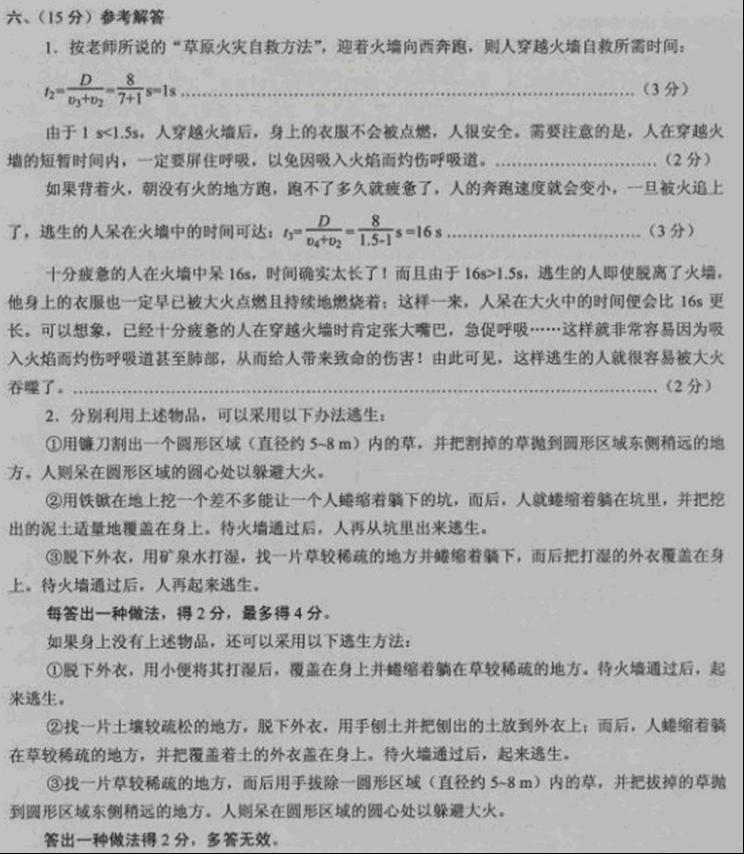 六、（15分）参考解答
1．按老师所说的“草原火灾自救方法”，迎着火墙向西奔跑，则人穿越火墙自救所需时间：
t₂=D/(v₃+v₂)=8/(7+1)s=1s ……（3分）
由于1 s<1.5s，人穿越火墙后，身上的衣服不会被点燃，人很安全。需要注意的是，人在穿越火
墙的短暂时间内，一定要屏住呼吸，以免因吸入火焰而灼伤呼吸道。……（2分）
如果背着火，朝没有火的地方跑，跑不了多久就疲惫了，人的奔跑速度就会变小，一旦被火追上
了，逃生的人呆在火墙中的时间可达：t₃=D/(v₄+v₂)=8/(1.5-1)s =16 s ……（3分）
十分疲惫的人在火墙中呆16s，时间确实太长了！而且由于16s>1.5s，逃生的人即使脱离了火墙，
他身上的衣服也一定早已被大火点燃且持续地燃烧着；这样一来，人呆在大火中的时间便会比16s更
长。可以想象，已经十分疲惫的人在穿越火墙时肯定张大嘴巴，急促呼吸……这样就非常容易因为吸
入火焰而灼伤呼吸道甚至肺部，从而给人带来致命的伤害！由此可见，这样逃生的人就很容易被大火
吞噬了。……（2分）
2．分别利用上述物品，可以采用以下办法逃生：
①用镰刀割出一个圆形区域（直径约5~8 m）内的草，并把割掉的草抛到圆形区域东侧稍远的地
方。人则呆在圆形区域的圆心处以躲避大火。
②用铁锨在地上挖一个差不多能让一个人蜷缩着躺下的坑，而后，人就蜷缩着躺在坑里，并把挖
出的泥土适量地覆盖在身上。待火墙通过后，人再从坑里出来逃生。
③脱下外衣，用矿泉水打湿，找一片草较稀疏的地方并蜷缩着躺下，而后把打湿的外衣覆盖在身
上。待火墙通过后，人再起来逃生。
每答出一种做法，得2分，最多得4分。
如果身上没有上述物品，还可以采用以下逃生方法：
①脱下外衣，用小便将其打湿后，覆盖在身上并蜷缩着躺在草较稀疏的地方。待火墙通过后，起
来逃生。
②找一片土壤较疏松的地方，脱下外衣，用手刨土并把刨出的土放到外衣上；而后，人蜷缩着躺
在草较稀疏的地方，并把覆盖着土的外衣盖在身上。待火墙通过后，起来逃生。
③找一片草较稀疏的地方，而后用手拔除一圆形区域（直径约5~8 m）内的草，并把拔掉的草抛
到圆形区域东侧稍远的地方。人则呆在圆形区域的圆心处以躲避大火。
答出一种做法得2分，多答无效。